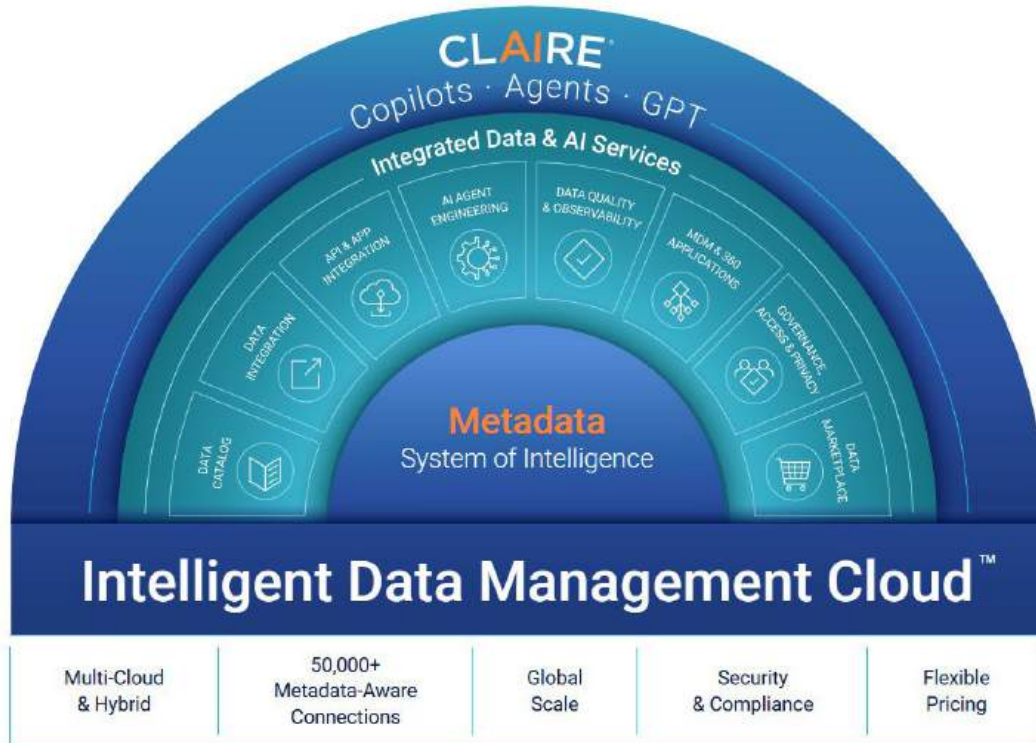 CLAIRE®
Copilots · Agents · GPT
Integrated Data & AI Services
DATA
CATALOG
DATA
INTEGRATION
API & APP
INTEGRATION
AI AGENT
ENGINEERING
DATA QUALITY
& OBSERVABILITY
MDM & 360
APPLICATIONS
GOVERNANCE,
ACCESS & PRIVACY
DATA
MARKETPLACE
Metadata
System of Intelligence
Intelligent Data Management Cloud™
Multi-Cloud
& Hybrid
50,000+
Metadata-Aware
Connections
Global
Scale
Security
& Compliance
Flexible
Pricing